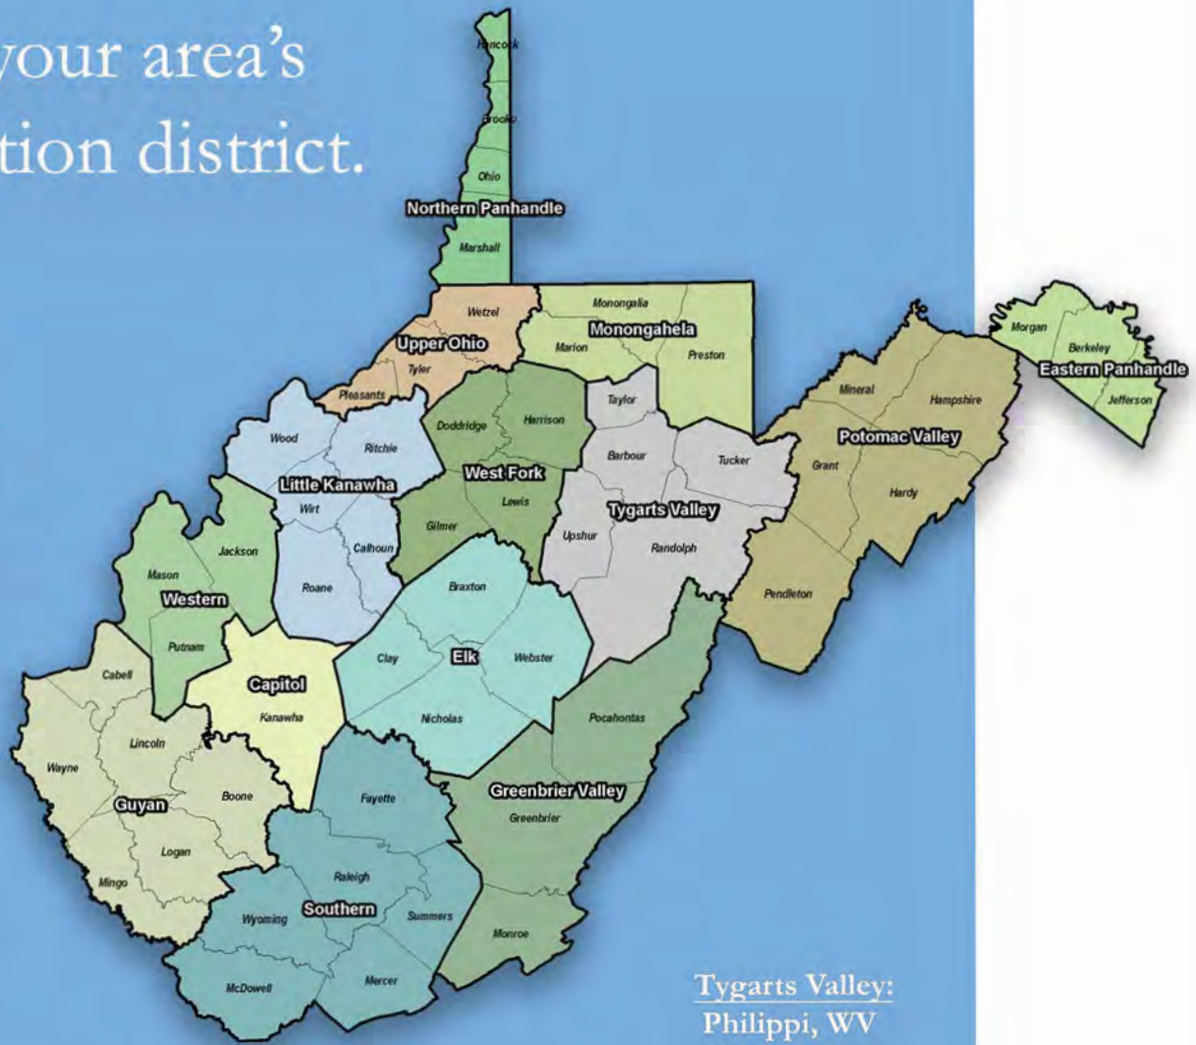 your area's
tion district.
Hancock
Brooke
Ohio
Northern Panhandle
Marshall
Wetzel
Upper Ohio
Tyler
Pleasants
Monongalia
Monongahela
Marion
Preston
Morgan
Berkeley
Eastern Panhandle
Jefferson
Mineral
Hampshire
Potomac Valley
Grant
Hardy
Pendleton
Taylor
Barbour
Tucker
Tygarts Valley
Upshur
Randolph
Doddridge
Harrison
West Fork
Lewis
Gilmer
Wood
Ritchie
Little Kanawha
Wirt
Calhoun
Roane
Jackson
Mason
Western
Putnam
Braxton
Clay
Elk
Webster
Nicholas
Capitol
Kanawha
Cabell
Lincoln
Wayne
Guyan
Boone
Logan
Mingo
Pocahontas
Greenbrier Valley
Greenbrier
Monroe
Fayette
Raleigh
Southern
Wyoming
Summers
McDowell
Mercer
Tygarts Valley:
Philippi, WV